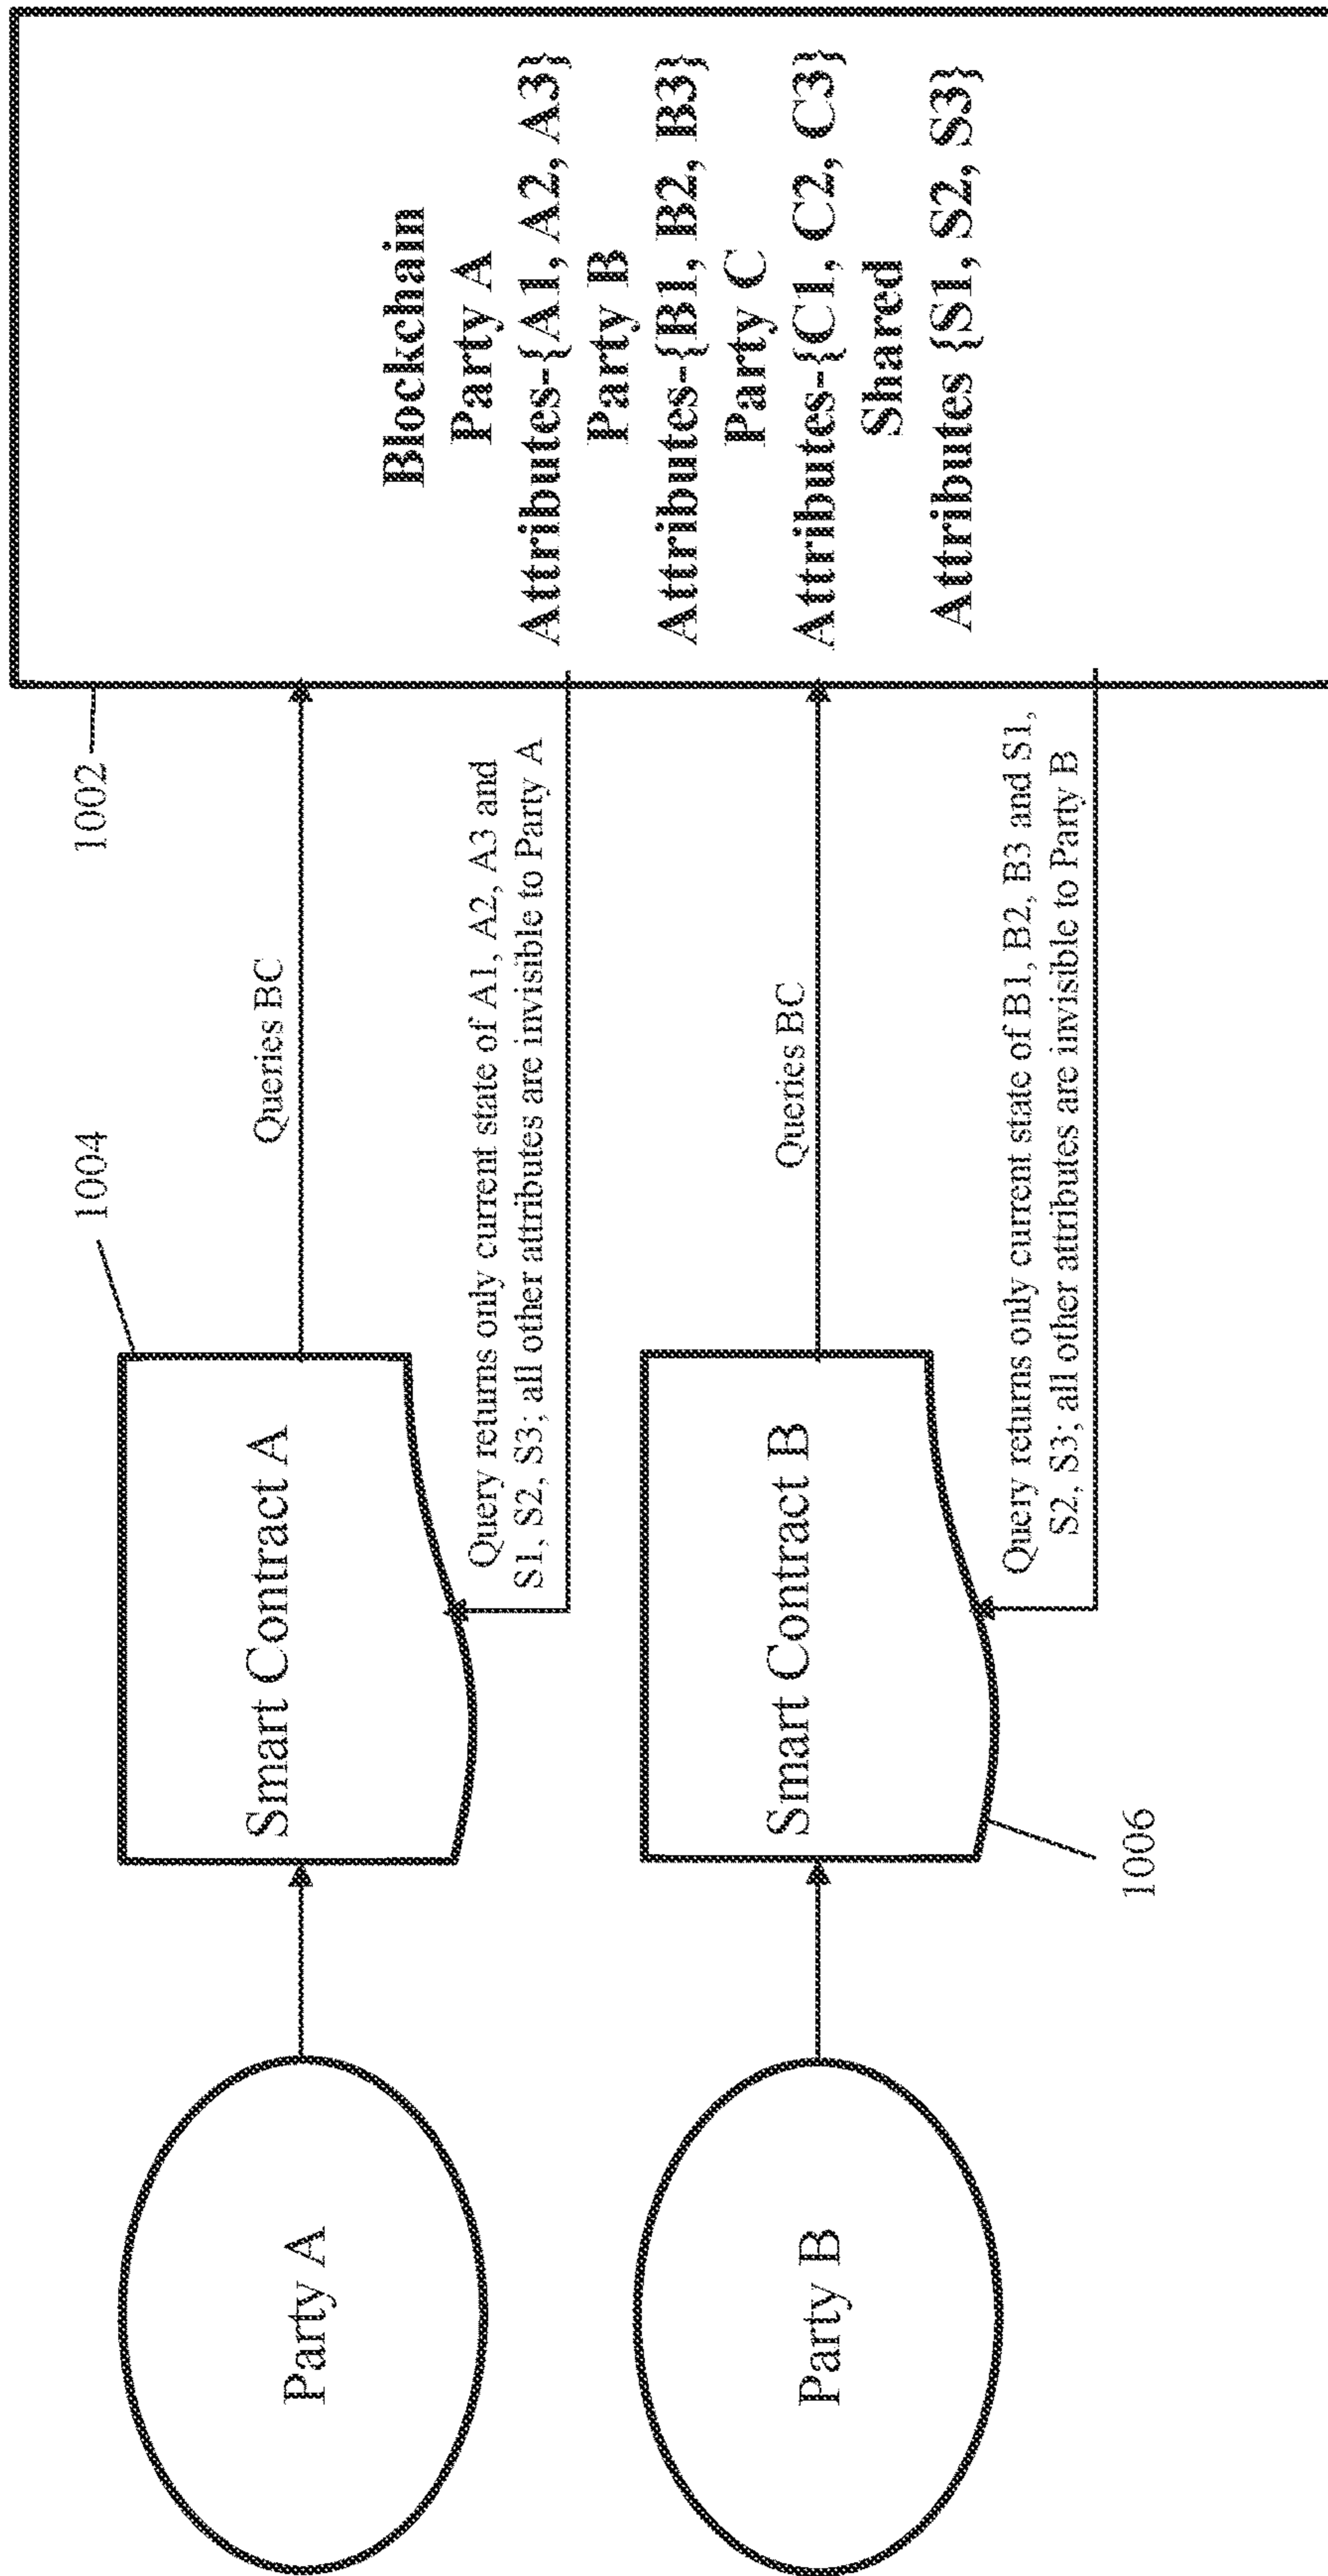 1002
1004
Party A
Smart Contract A
Queries BC
Query returns only current state of A1, A2, A3 and
S1, S2, S3; all other attributes are invisible to Party A
Party B
Smart Contract B
Queries BC
Query returns only current state of B1, B2, B3 and S1,
S2, S3; all other attributes are invisible to Party B
1006
Blockchain
Party A
Attributes-{A1, A2, A3}
Party B
Attributes-{B1, B2, B3}
Party C
Attributes-{C1, C2, C3}
Shared
Attributes {S1, S2, S3}